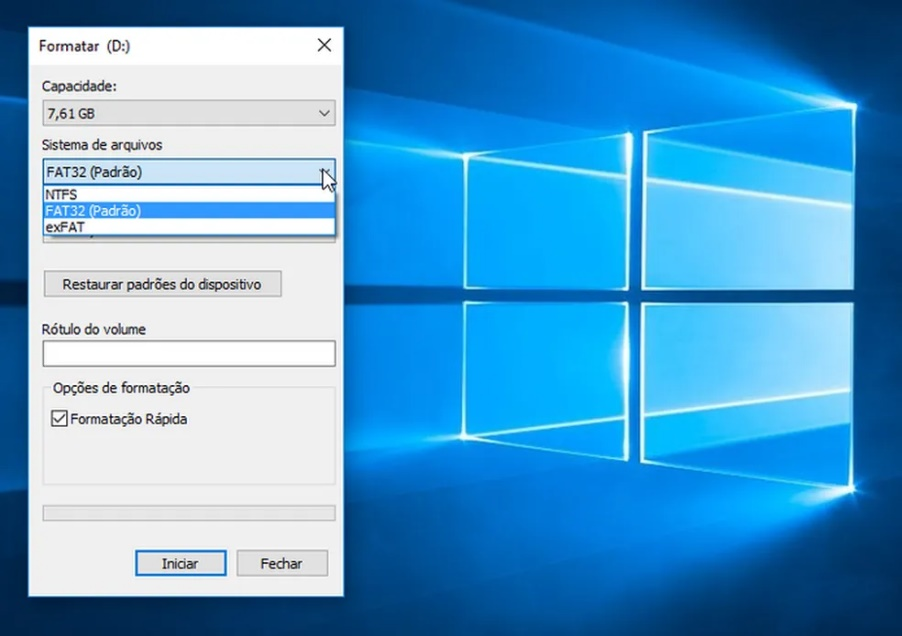 Formatar (D:)
Capacidade:
7,61 GB
Sistema de arquivos
FAT32 (Padrão)
NTFS
FAT32 (Padrão)
exFAT
Restaurar padrões do dispositivo
Rótulo do volume
Opções de formatação
Formatação Rápida
Iniciar
Fechar